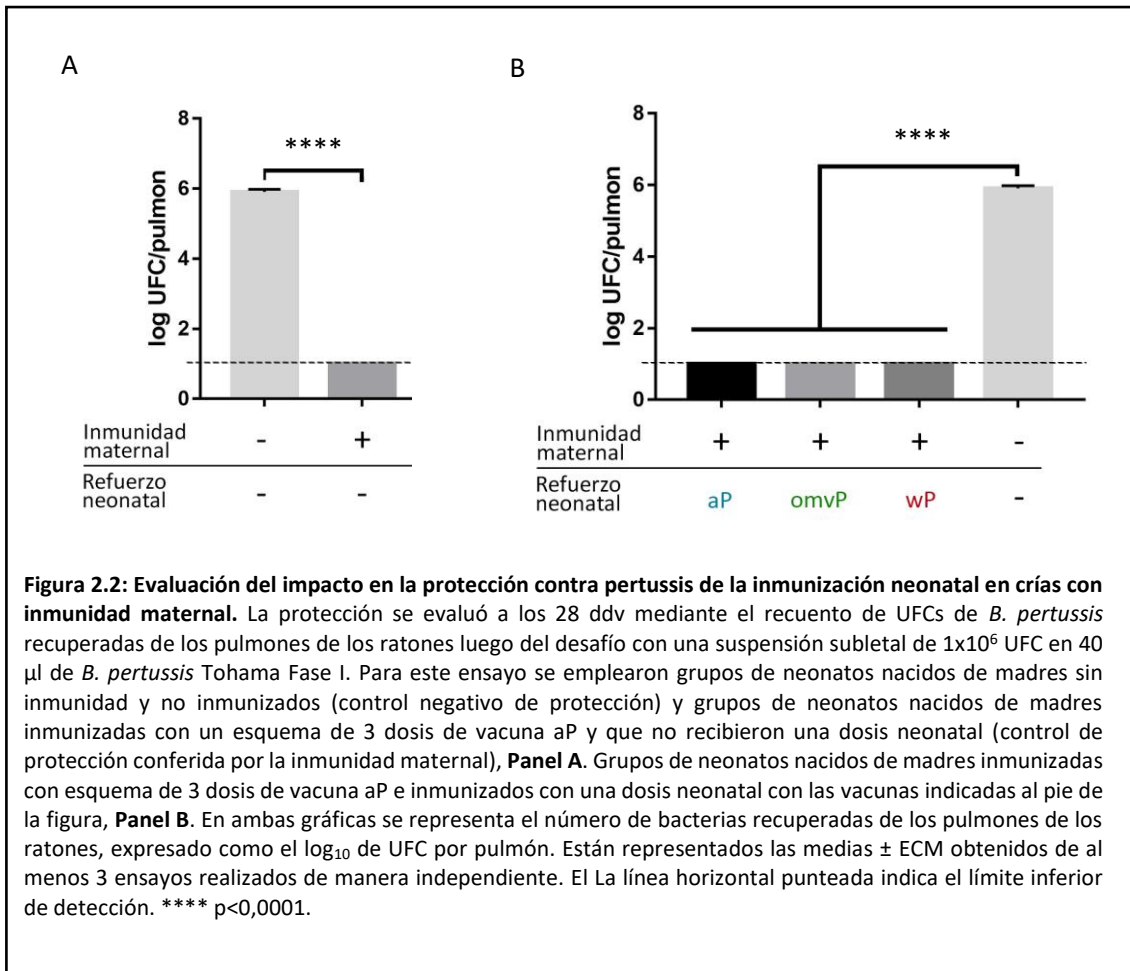 A
B
8
6
4
2
0
log UFC/pulmon
****
Inmunidad maternal - +
Refuerzo neonatal - -
8
6
4
2
0
log UFC/pulmon
****
Inmunidad maternal + + + -
Refuerzo neonatal aP omvP wP -
Figura 2.2: Evaluación del impacto en la protección contra pertussis de la inmunización neonatal en crías con
inmunidad maternal. La protección se evaluó a los 28 ddv mediante el recuento de UFCs de B. pertussis
recuperadas de los pulmones de los ratones luego del desafío con una suspensión subletal de 1x10⁶ UFC en 40
µl de B. pertussis Tohama Fase I. Para este ensayo se emplearon grupos de neonatos nacidos de madres sin
inmunidad y no inmunizados (control negativo de protección) y grupos de neonatos nacidos de madres
inmunizadas con un esquema de 3 dosis de vacuna aP y que no recibieron una dosis neonatal (control de
protección conferida por la inmunidad maternal), Panel A. Grupos de neonatos nacidos de madres inmunizadas
con esquema de 3 dosis de vacuna aP e inmunizados con una dosis neonatal con las vacunas indicadas al pie de
la figura, Panel B. En ambas gráficas se representa el número de bacterias recuperadas de los pulmones de los
ratones, expresado como el log₁₀ de UFC por pulmón. Están representados las medias ± ECM obtenidos de al
menos 3 ensayos realizados de manera independiente. El La línea horizontal punteada indica el límite inferior
de detección. **** p<0,0001.